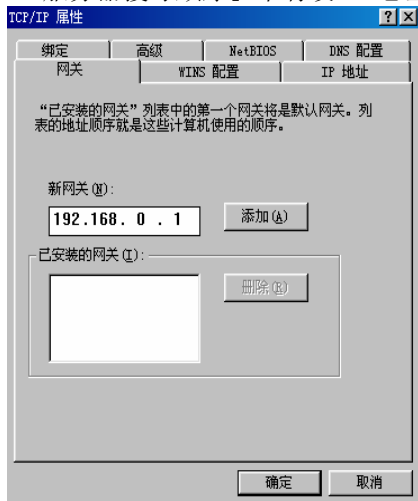 TCP/IP 属性
绑定 高级 NetBIOS DNS 配置
网关 WINS 配置 IP 地址
“已安装的网关”列表中的第一个网关将是默认网关。列
表的地址顺序就是这些计算机使用的顺序。
新网关(N):
192.168. 0 . 1 添加(A)
已安装的网关(I):
删除(R)
确定 取消